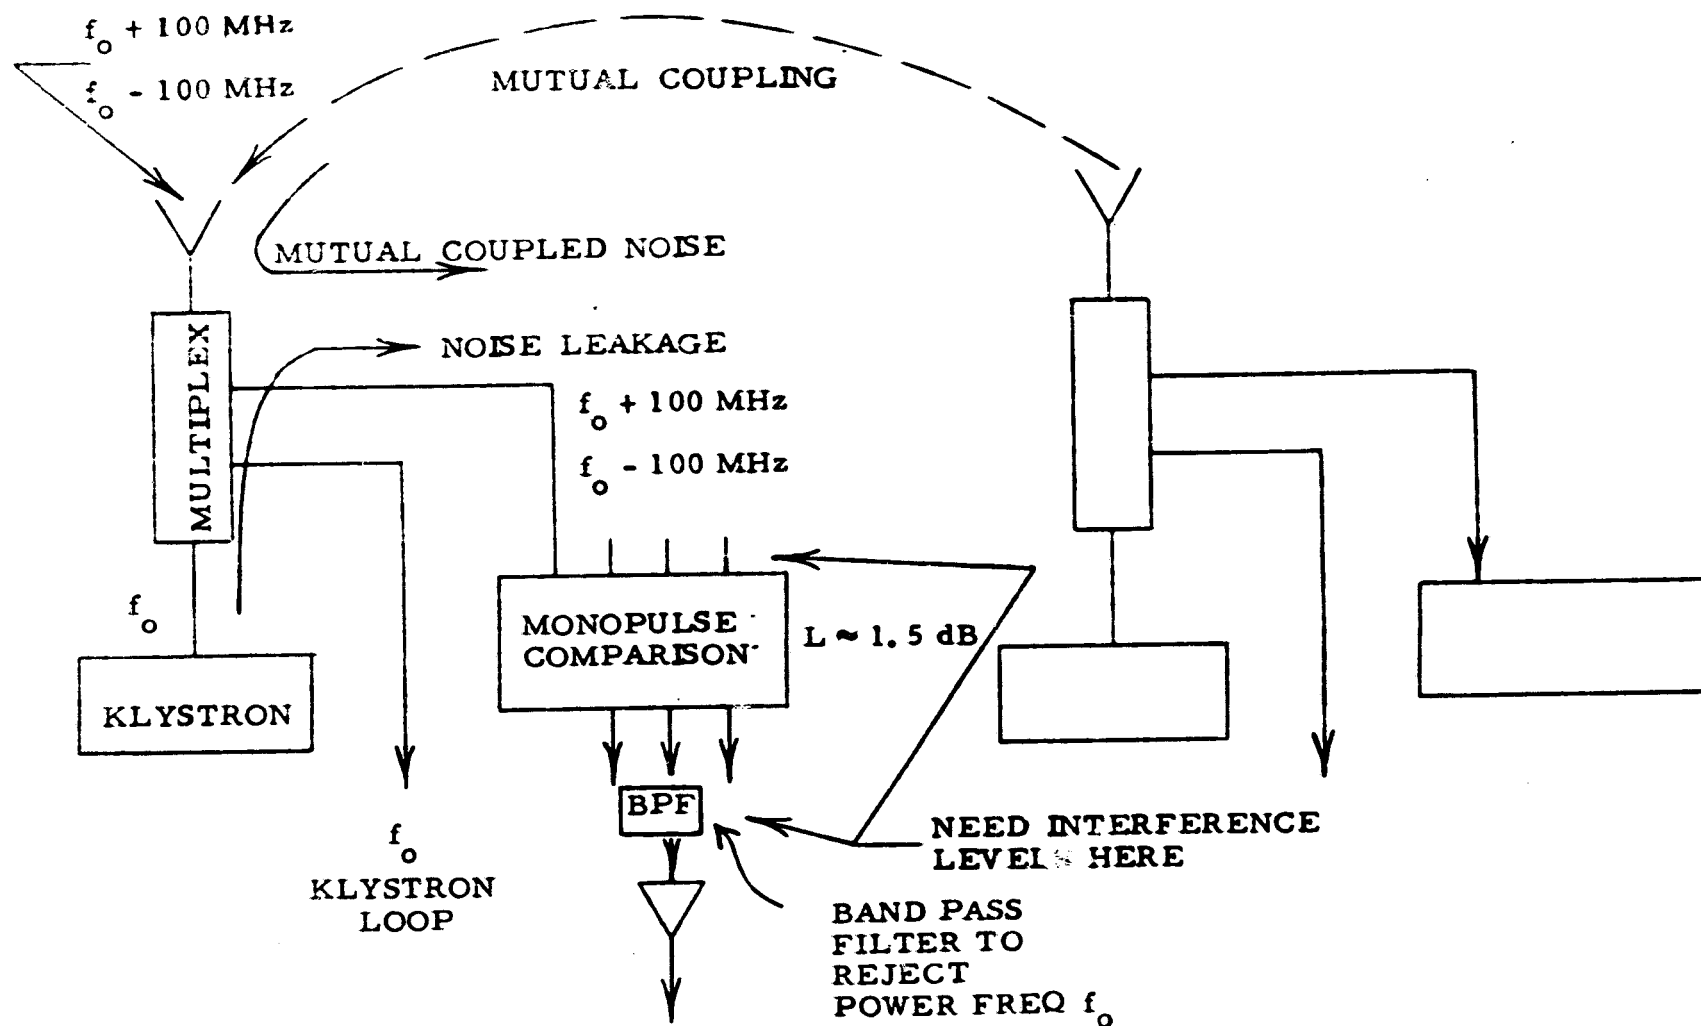 f₀ + 100 MHz
f₀ - 100 MHz
MUTUAL COUPLING
MUTUAL COUPLED NOISE
NOISE LEAKAGE
MULTIPLEX
f₀ + 100 MHz
f₀ - 100 MHz
f₀
KLYSTRON
MONOPULSE
COMPARISON
L ≈ 1.5 dB
BPF
f₀
KLYSTRON
LOOP
NEED INTERFERENCE
LEVELS HERE
BAND PASS
FILTER TO
REJECT
POWER FREQ f₀